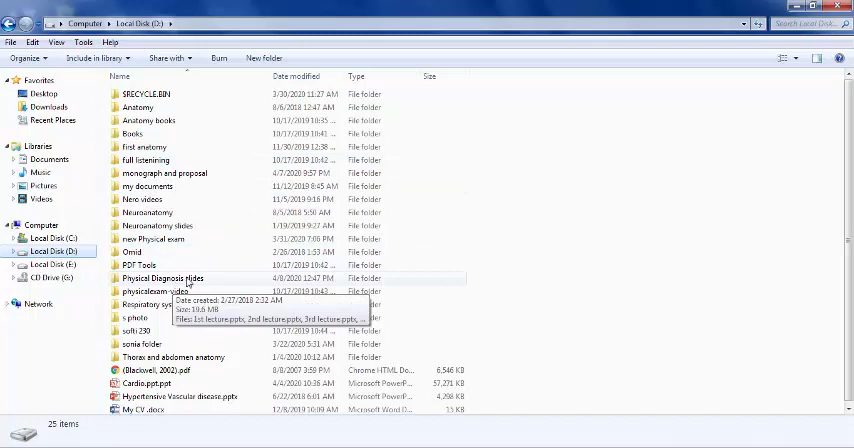 Computer ▸ Local Disk (D:) ▸
Search Local Disk...
File Edit View Tools Help
Organize Include in library Share with Burn New folder
Name Date modified Type Size
Favorites
Desktop
Downloads
Recent Places
Libraries
Documents
Music
Pictures
Videos
Computer
Local Disk (C:)
Local Disk (D:)
Local Disk (E:)
CD Drive (G:)
Network
$RECYCLE.BIN 3/30/2020 11:27 AM File folder
Anatomy 8/6/2018 12:47 AM File folder
Anatomy books 10/17/2019 10:35 ... File folder
Books 10/17/2019 10:41 ... File folder
first anatomy 11/30/2019 12:38 ... File folder
full listenining 10/17/2019 10:42 ... File folder
monograph and proposal 4/7/2020 9:57 PM File folder
my documents 11/12/2019 8:45 AM File folder
Nero videos 11/5/2019 9:16 PM File folder
Neuroanatomy 8/6/2018 5:50 AM File folder
Neuroanatomy slides 1/19/2019 9:27 AM File folder
new Physical exam 3/31/2020 7:06 PM File folder
Omid 2/26/2018 1:53 AM File folder
PDF Tools 10/17/2019 10:44 ... File folder
Physical Diagnosis slides 4/8/2020 12:47 PM File folder
physicalexam-video 10/17/2019 10:43 ... File folder
Respiratory sys
Date created: 2/27/2018 2:32 AM
Size: 19.6 MB
Files: 1st lecture.pptx, 2nd lecture.pptx, 3rd lecture.pptx, ...
s photo File folder
softi 230 10/17/2019 10:44 ... File folder
sonia folder 3/22/2020 5:31 AM File folder
Thorax and abdomen anatomy 1/4/2020 10:12 AM File folder
(Blackwell, 2002).pdf 8/8/2007 3:59 PM Chrome HTML Do... 6,546 KB
Cardio.ppt.ppt 4/4/2020 10:36 AM Microsoft PowerP... 57,271 KB
Hypertensive Vascular disease.pptx 6/22/2018 6:01 AM Microsoft PowerP... 4,298 KB
My CV .docx 12/8/2019 10:09 AM Microsoft Word D... 15 KB
25 items